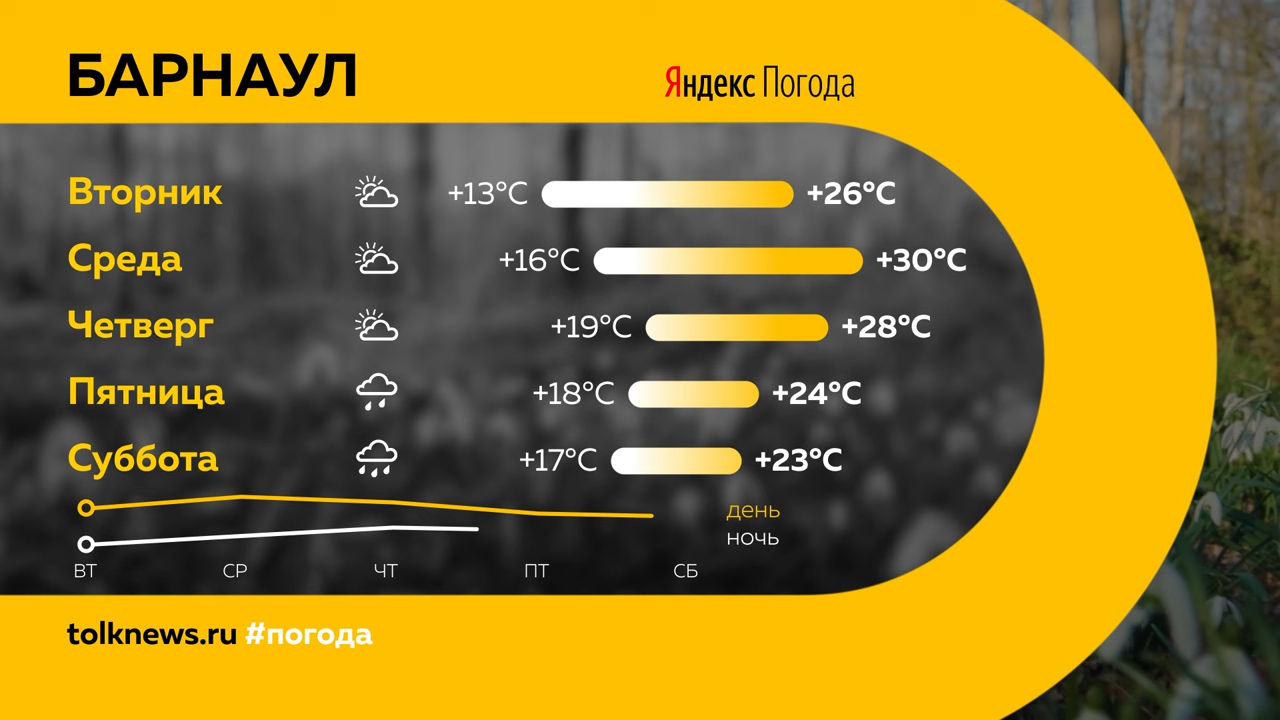 БАРНАУЛ
Яндекс Погода
Вторник +13°C +26°C
Среда +16°C +30°C
Четверг +19°C +28°C
Пятница +18°C +24°C
Суббота +17°C +23°C
день
ночь
ВТ СР ЧТ ПТ СБ
tolknews.ru #погода